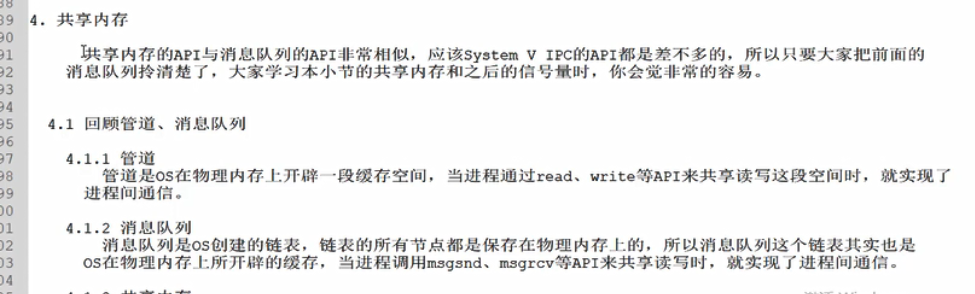 89 4. 共享内存
90
91 共享内存的API与消息队列的API非常相似，应该System V IPC的API都是差不多的，所以只要大家把前面的
92 消息队列拎清楚了，大家学习本小节的共享内存和之后的信号量时，你会觉非常的容易。
93
94
95 4.1 回顾管道、消息队列
96
97 4.1.1 管道
98 管道是OS在物理内存上开辟一段缓存空间，当进程通过read、write等API来共享读写这段空间时，就实现了
99 进程间通信。
00
01 4.1.2 消息队列
02 消息队列是OS创建的链表，链表的所有节点都是保存在物理内存上的，所以消息队列这个链表其实也是
03 OS在物理内存上所开辟的缓存，当进程调用msgsnd、msgrcv等API来共享读写时，就实现了进程间通信。
04